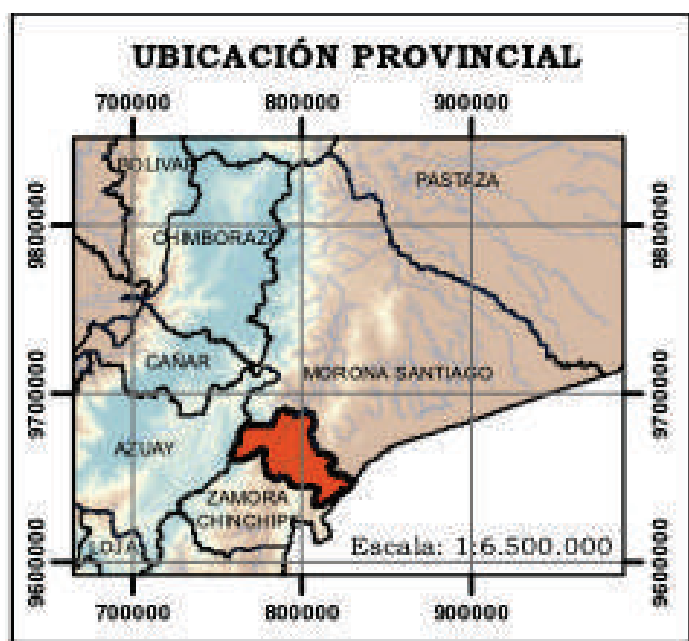 UBICACIÓN PROVINCIAL
700000 800000 900000
BOLIVAR
PASTAZA
9800000 9800000
CHIMBORAZO
CAÑAR
MORONA SANTIAGO
9700000 9700000
AZUAY
ZAMORA
CHINCHIPE
LOJA
Escala: 1:6.500.000
9600000 9600000
700000 800000 900000